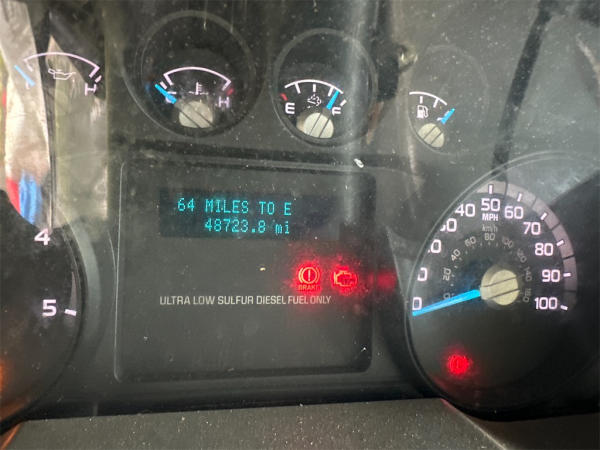 H
H
E F
64 MILES TO E
48723.8 mi
BRAKE
ULTRA LOW SULFUR DIESEL FUEL ONLY
4
5
40 50 60 70 80 90 100
MPH
km/h
80